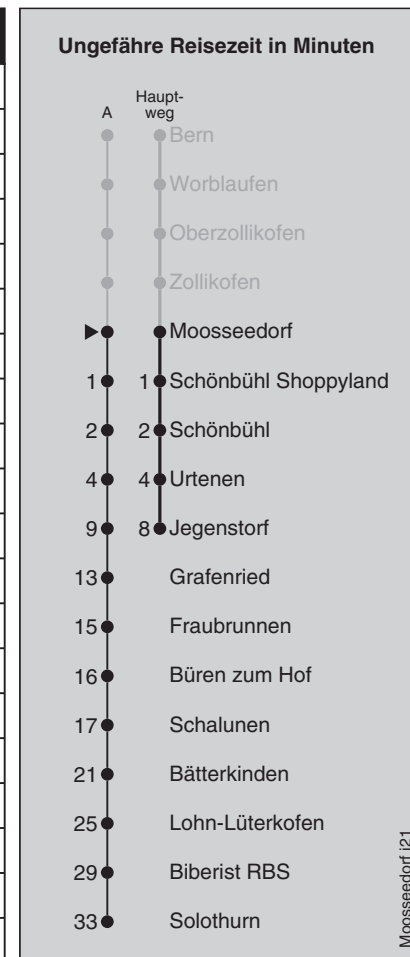 Ungefähre Reisezeit in Minuten
A Haupt-
weg
Bern
Worblaufen
Oberzollikofen
Zollikofen
Moosseedorf
1 1 Schönbühl Shoppyland
2 2 Schönbühl
4 4 Urtenen
9 8 Jegenstorf
13 Grafenried
15 Fraubrunnen
16 Büren zum Hof
17 Schalunen
21 Bätterkinden
25 Lohn-Lüterkofen
29 Biberist RBS
33 Solothurn
Moosseedorf j21